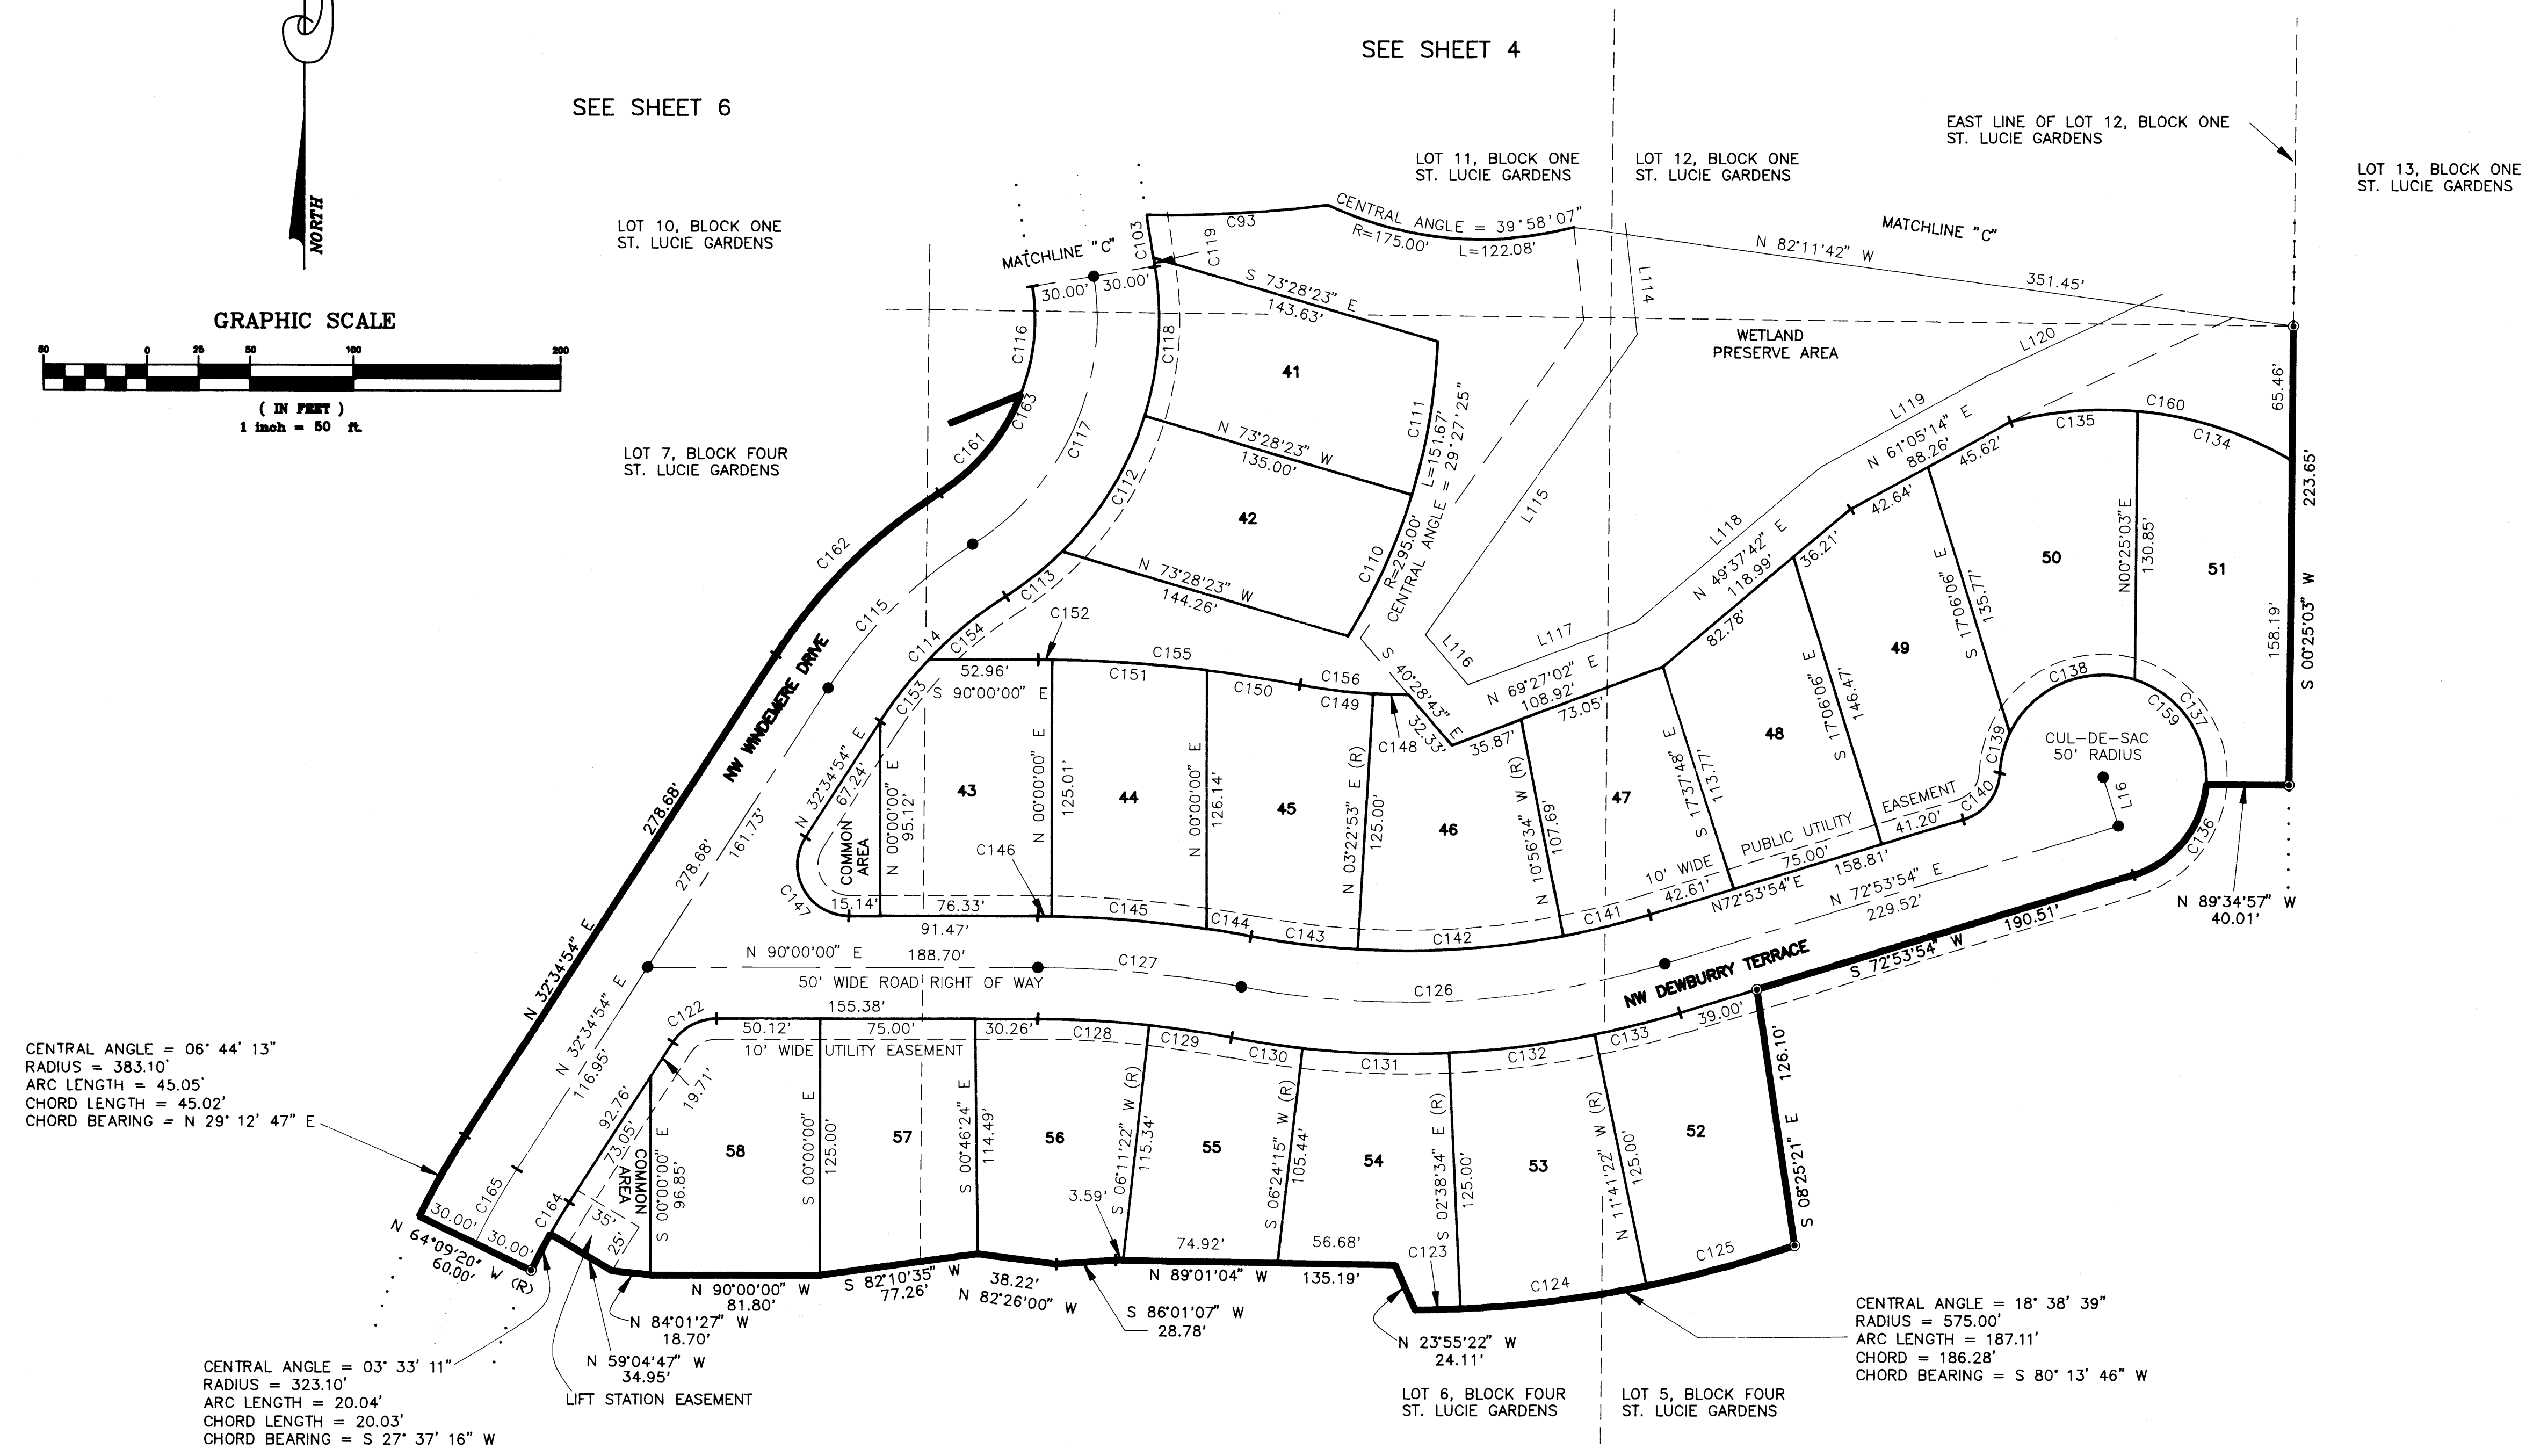 SEE SHEET 4
SEE SHEET 6
NORTH
GRAPHIC SCALE
50 0 25 50 100 200
( IN FEET )
1 inch = 50 ft.
EAST LINE OF LOT 12, BLOCK ONE
ST. LUCIE GARDENS
LOT 11, BLOCK ONE
ST. LUCIE GARDENS
LOT 12, BLOCK ONE
ST. LUCIE GARDENS
LOT 13, BLOCK ONE
ST. LUCIE GARDENS
LOT 10, BLOCK ONE
ST. LUCIE GARDENS
LOT 7, BLOCK FOUR
ST. LUCIE GARDENS
MATCHLINE "C"
30.00' 30.00'
C103
C119
C93
CENTRAL ANGLE = 39°58'07"
R=175.00'
L=122.08'
MATCHLINE "C"
N 82°11'42" W
351.45'
L114
S 73°28'23" E
143.63'
C116
C118
41
C111
WETLAND
PRESERVE AREA
L120
L119
65.46'
223.65'
C163
C161
C117
N 73°28'23" W
135.00'
L=151.67'
CENTRAL ANGLE = 29°27'25"
R=295.00'
C112
42
C110
L115
N 61°05'14" E
88.26'
45.62'
C135
C160
C134
C162
C113
N 73°28'23" W
144.26'
L118
N 49°37'42" E
118.99'
36.21'
42.64'
50
N00°25'03"E
130.85'
51
158.19'
S 00°25'03" W
C115
C114
C154
C152
C155
C156
L116
L117
82.78'
49
S 17°06'06" E
135.77'
52.96'
S 90°00'00" E
C151
C150
C149
C148
S 40°28'43" E
32.33'
N 69°27'02" E
108.92'
73.05'
35.87'
C153
C138
C137
C159
C139
C140
CUL-DE-SAC
50' RADIUS
L16
C136
NW WINDEMERE DRIVE
278.68'
N 32°34'54" E
67.24'
COMMON
AREA
N 00°00'00" E
95.12'
43
N 00°00'00" E
125.01'
44
N 00°00'00" E
126.14'
45
N 03°22'53" E (R)
125.00'
46
N 10°56'34" W (R)
107.69'
47
S 17°37'48" E
113.77'
48
S 17°06'06" E
146.47'
10' WIDE PUBLIC UTILITY EASEMENT
41.20'
75.00'
158.81'
42.61'
N72°53'54"E
N 72°53'54" E
229.52'
190.51'
S 72°53'54" W
N 89°34'57" W
40.01'
161.73'
278.68'
C147
C146
15.14'
76.33'
91.47'
C145
C144
C143
C142
C141
N 90°00'00" E
188.70'
C127
C126
50' WIDE ROAD RIGHT OF WAY
NW DEWBURRY TERRACE
39.00'
N 32°34'54" E
N 32°34'54" E
116.95'
155.38'
C122
50.12'
75.00'
30.26'
10' WIDE UTILITY EASEMENT
C128
C129
C130
C131
C132
C133
CENTRAL ANGLE = 06° 44' 13"
RADIUS = 383.10'
ARC LENGTH = 45.05'
CHORD LENGTH = 45.02'
CHORD BEARING = N 29° 12' 47" E
92.76'
19.71'
73.05'
COMMON
AREA
S 00°00'00" E
96.85'
58
S 00°00'00" E
125.00'
57
S 00°46'24" E
114.49'
56
S 06°11'22" W (R)
115.34'
3.59'
55
S 06°24'15" W (R)
105.44'
54
S 02°38'34" E (R)
125.00'
53
N 11°41'22" W (R)
125.00'
52
126.10'
S 08°25'21" E
C165
C164
35'
25'
30.00'
30.00'
N 64°09'20" W (R)
60.00'
74.92'
56.68'
C123
C124
C125
N 90°00'00" W
81.80'
S 82°10'35" W
77.26'
38.22'
N 82°26'00" W
N 89°01'04" W
135.19'
S 86°01'07" W
28.78'
N 84°01'27" W
18.70'
N 59°04'47" W
34.95'
LIFT STATION EASEMENT
N 23°55'22" W
24.11'
CENTRAL ANGLE = 18° 38' 39"
RADIUS = 575.00'
ARC LENGTH = 187.11'
CHORD = 186.28'
CHORD BEARING = S 80° 13' 46" W
CENTRAL ANGLE = 03° 33' 11"
RADIUS = 323.10'
ARC LENGTH = 20.04'
CHORD LENGTH = 20.03'
CHORD BEARING = S 27° 37' 16" W
LOT 6, BLOCK FOUR
ST. LUCIE GARDENS
LOT 5, BLOCK FOUR
ST. LUCIE GARDENS